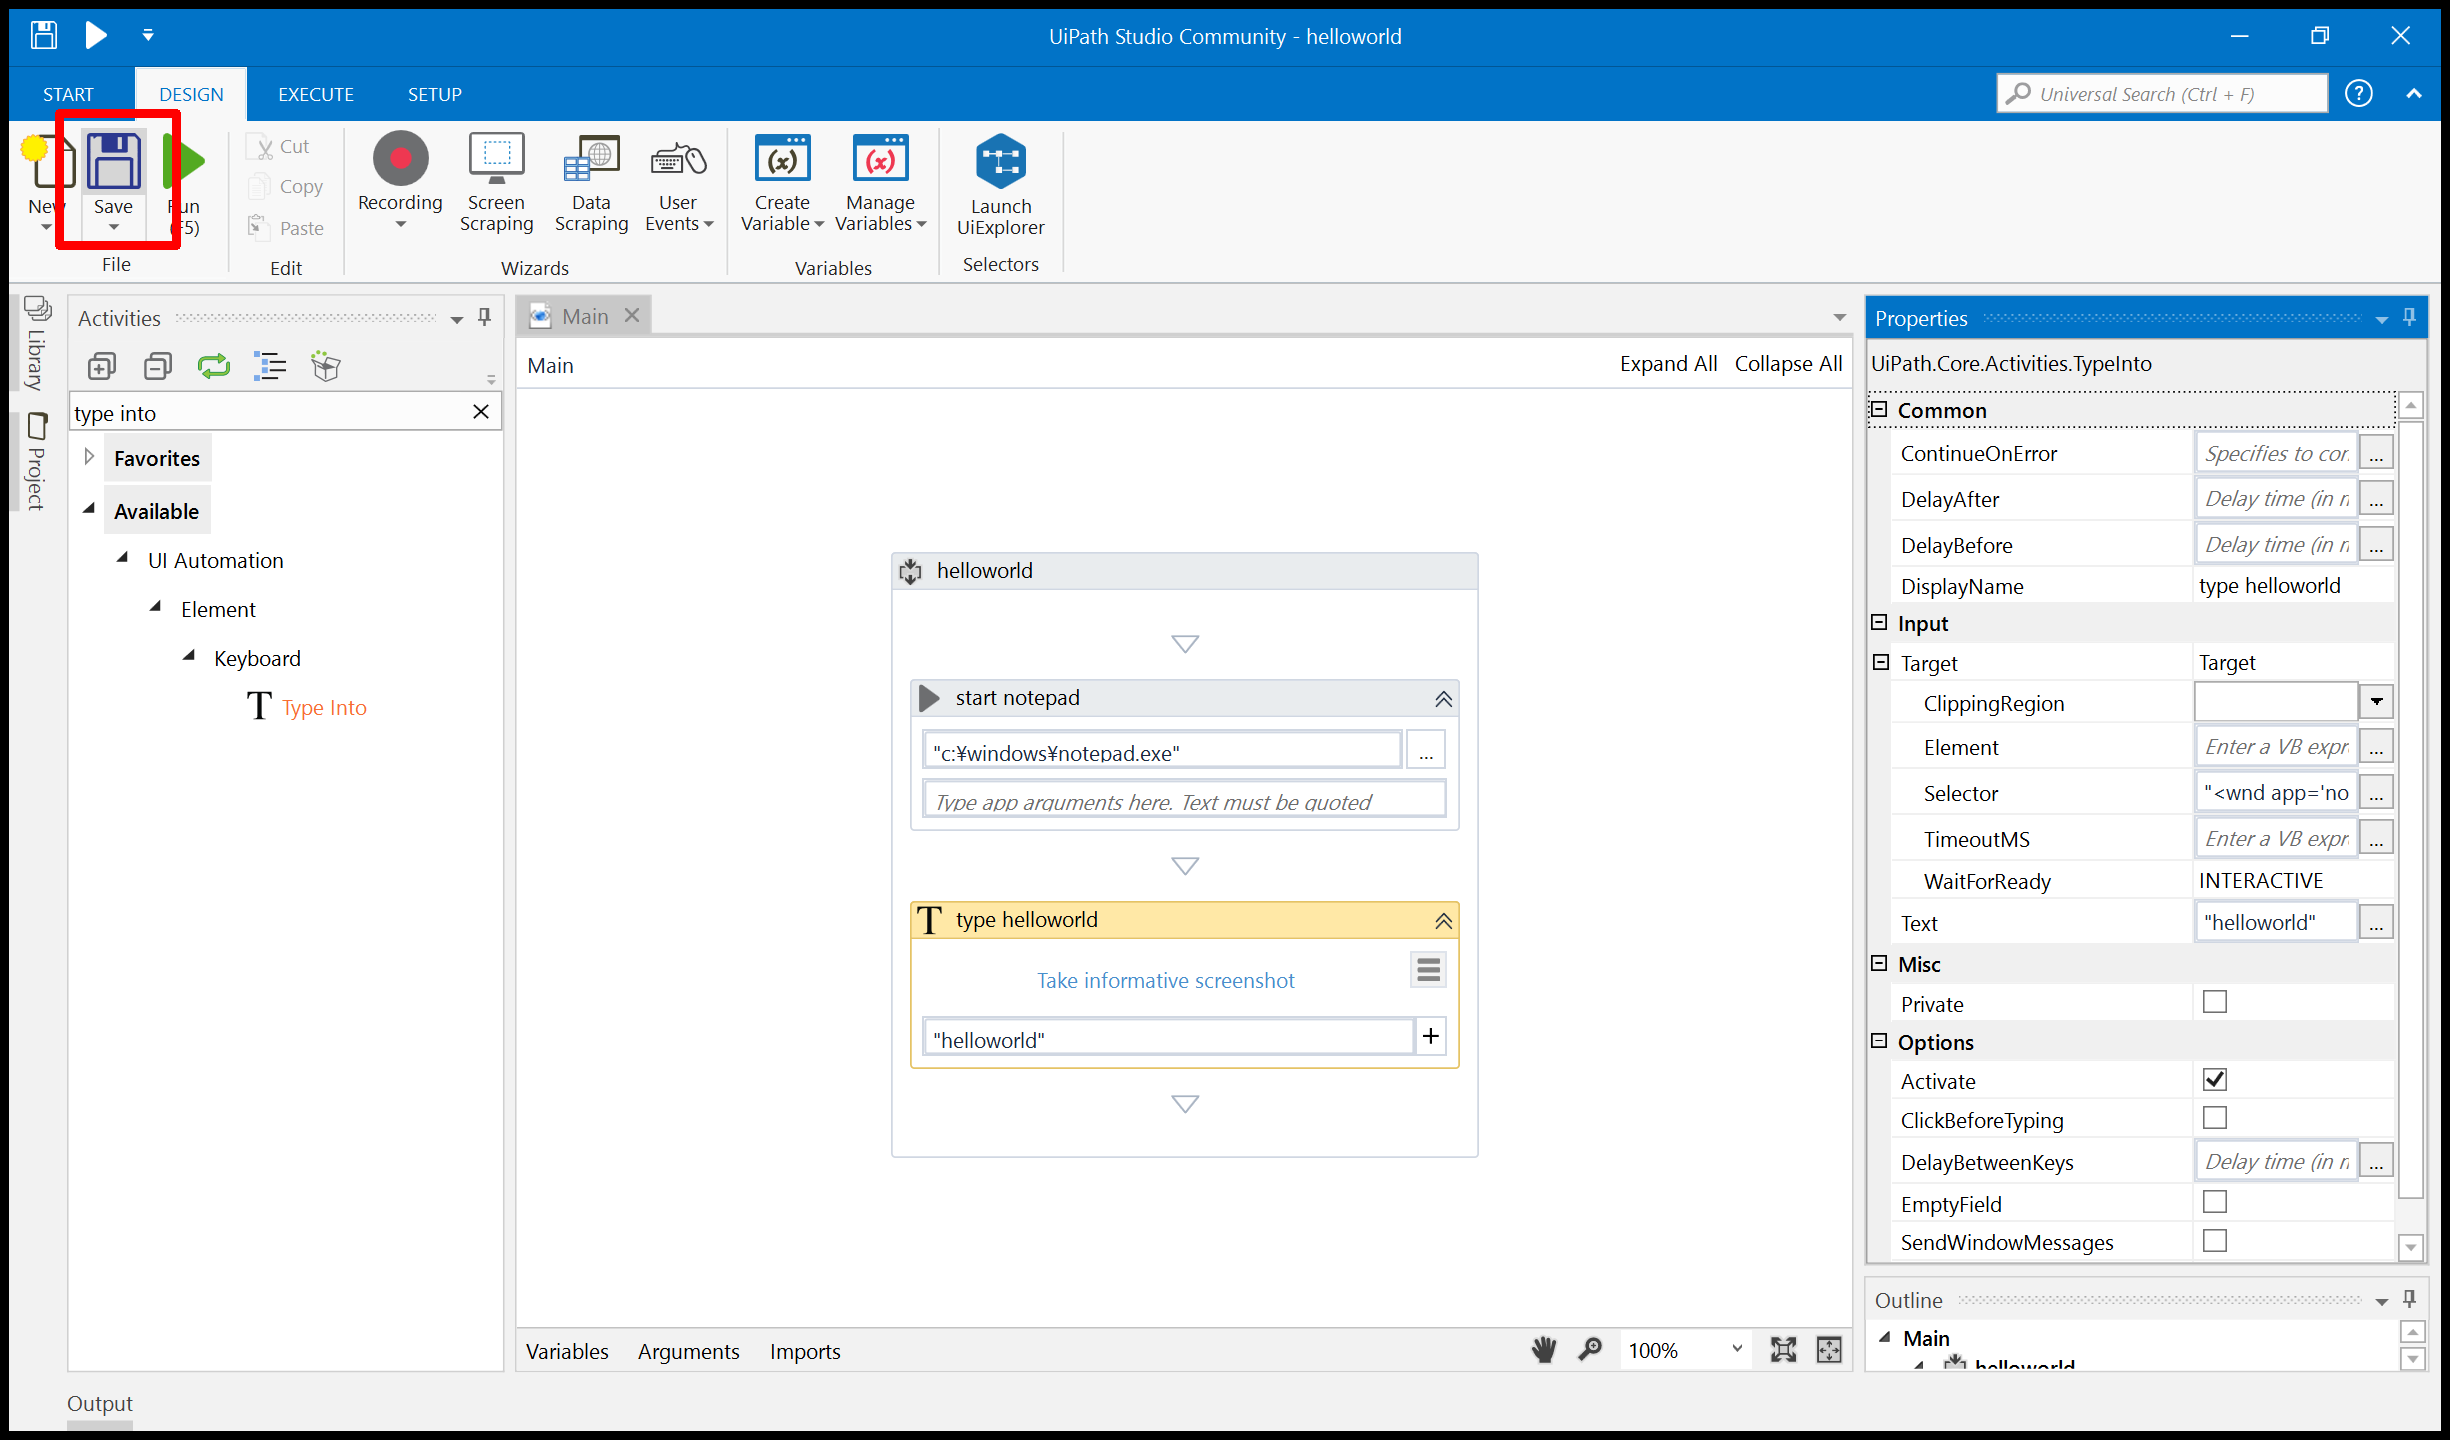 UiPath Studio Community - helloworld
START DESIGN EXECUTE SETUP
Universal Search (Ctrl + F)
New
Save
(F5)
File
Cut
Copy
Paste
Edit
Recording
Screen Scraping
Data Scraping
User Events
Wizards
Create Variable
Manage Variables
Variables
Launch UiExplorer
Selectors
Library
Project
Activities
type into
Favorites
Available
UI Automation
Element
Keyboard
T Type Into
Main
Main
Expand All Collapse All
helloworld
start notepad
"c:¥windows¥notepad.exe"
...
Type app arguments here. Text must be quoted
T type helloworld
Take informative screenshot
"helloworld"
+
Variables Arguments Imports
100%
Properties
UiPath.Core.Activities.TypeInto
Common
ContinueOnError Specifies to con ...
DelayAfter Delay time (in m ...
DelayBefore Delay time (in m ...
DisplayName type helloworld
Input
Target Target
ClippingRegion
Element Enter a VB expr ...
Selector "<wnd app='no ...
TimeoutMS Enter a VB expr ...
WaitForReady INTERACTIVE
Text "helloworld" ...
Misc
Private
Options
Activate
ClickBeforeTyping
DelayBetweenKeys Delay time (in m ...
EmptyField
SendWindowMessages
Outline
Main
helloworld
Output